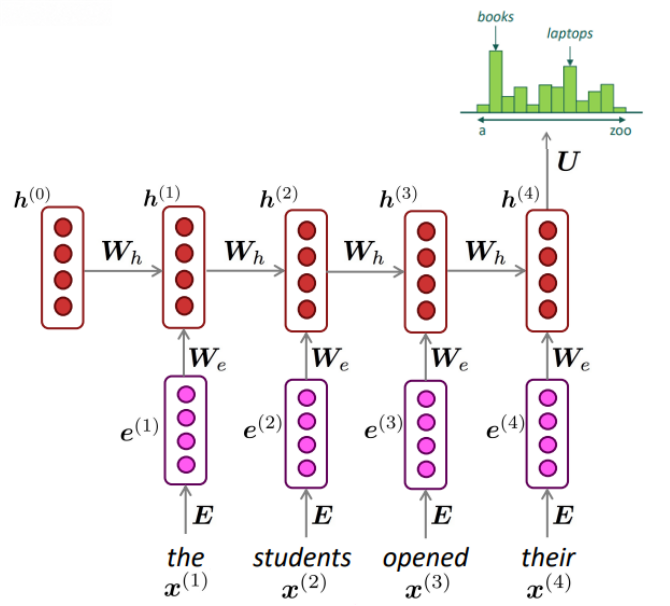 books
laptops
a zoo
U
h^(0) h^(1) h^(2) h^(3) h^(4)
W_h W_h W_h W_h
W_e W_e W_e W_e
e^(1) e^(2) e^(3) e^(4)
E E E E
the students opened their
x^(1) x^(2) x^(3) x^(4)